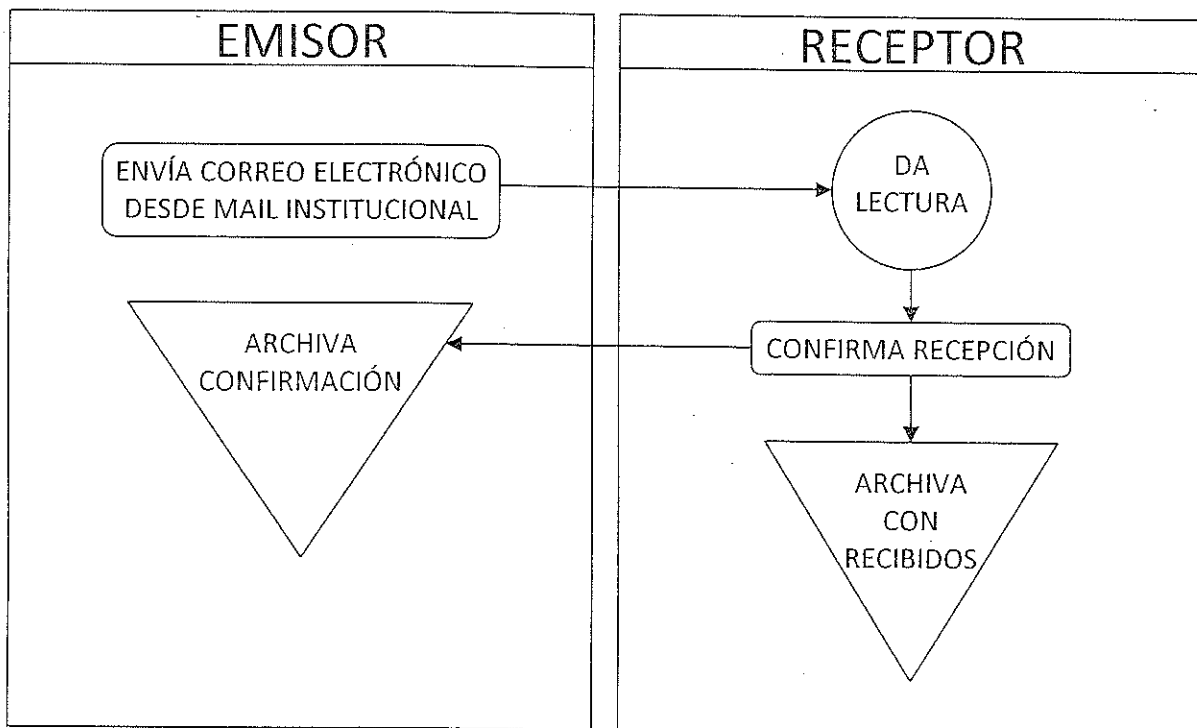 EMISOR
RECEPTOR
ENVÍA CORREO ELECTRÓNICO
DESDE MAIL INSTITUCIONAL
DA
LECTURA
CONFIRMA RECEPCIÓN
ARCHIVA
CONFIRMACIÓN
ARCHIVA
CON
RECIBIDOS